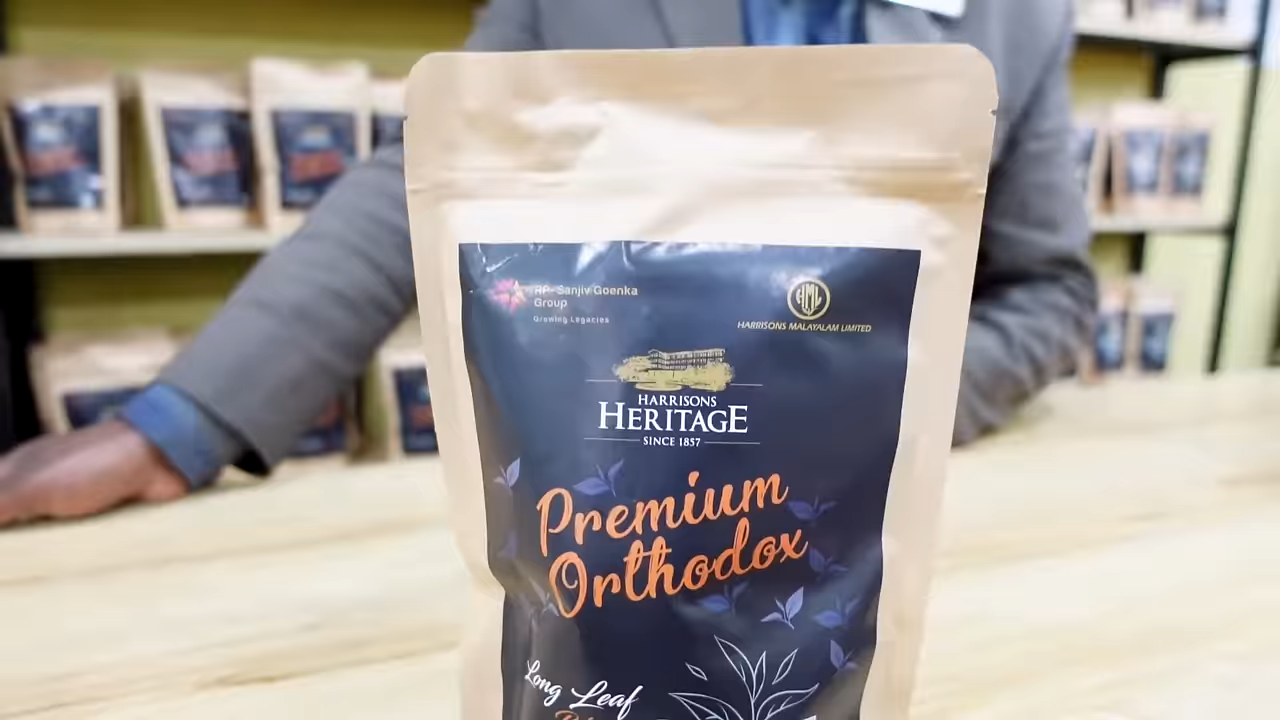 RP- Sanjiv Goenka
Group
Growing Legacies
HML
HARRISONS MALAYALAM LIMITED
HARRISONS
HERITAGE
SINCE 1857
Premium
Orthodox
Long Leaf